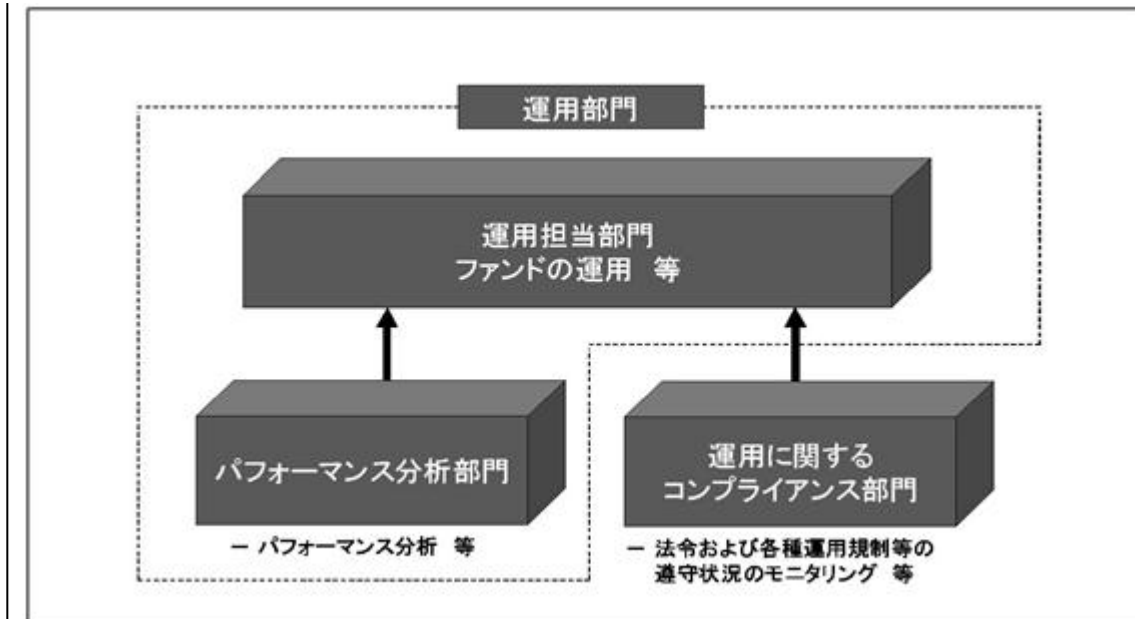 運用部門
運用担当部門
ファンドの運用　等
パフォーマンス分析部門
－ パフォーマンス分析　等
運用に関する
コンプライアンス部門
－ 法令および各種運用規制等の
遵守状況のモニタリング　等